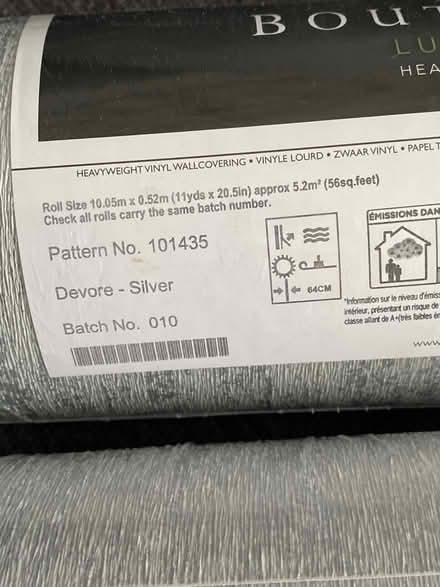 BOUT
LU
HEA
HEAVYWEIGHT VINYL WALLCOVERING • VINYLE LOURD • ZWAAR VINYL • PAPEL T
Roll Size 10.05m x 0.52m (11yds x 20.5in) approx 5.2m² (56sq.feet)
Check all rolls carry the same batch number.
Pattern No. 101435
Devore - Silver
Batch No. 010
64CM
ÉMISSIONS DAN
*Information sur le niveau d'émiss
intérieur, présentant un risque de
classe allant de A+(très faibles ém
www